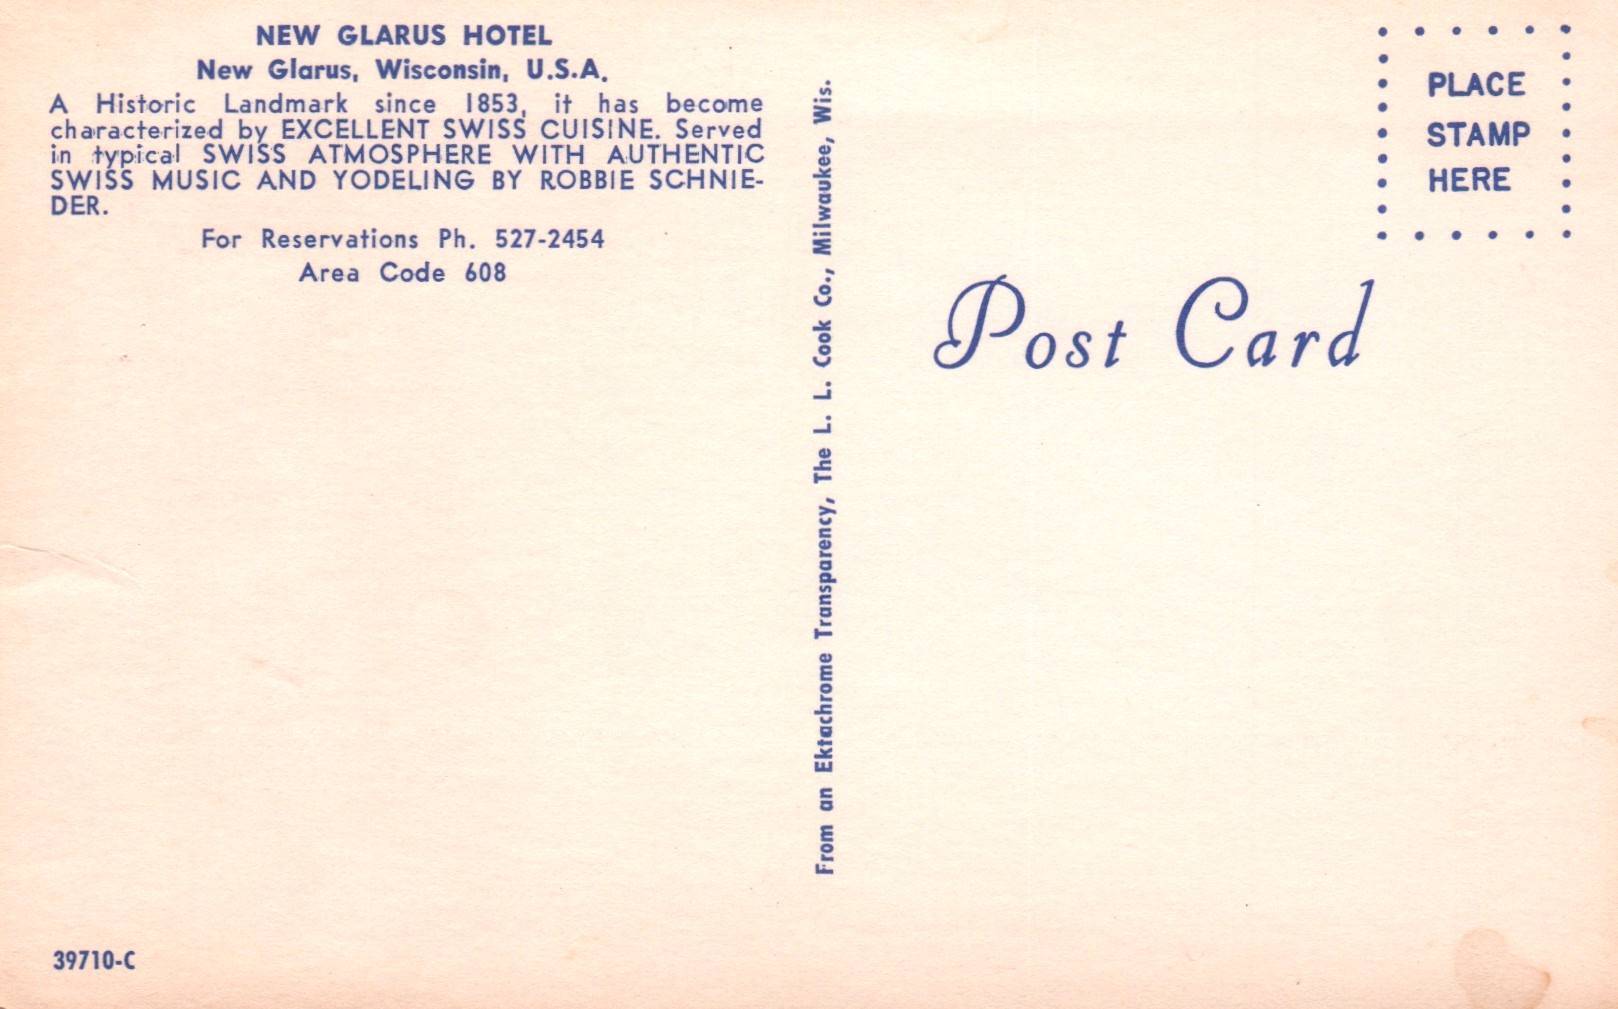 NEW GLARUS HOTEL
New Glarus, Wisconsin, U.S.A.
A Historic Landmark since 1853, it has become
characterized by EXCELLENT SWISS CUISINE. Served
in typical SWISS ATMOSPHERE WITH AUTHENTIC
SWISS MUSIC AND YODELING BY ROBBIE SCHNIE-
DER.
For Reservations Ph. 527-2454
Area Code 608
39710-C
From an Ektachrome Transparency, The L. L. Cook Co., Milwaukee, Wis.
PLACE
STAMP
HERE
Post Card